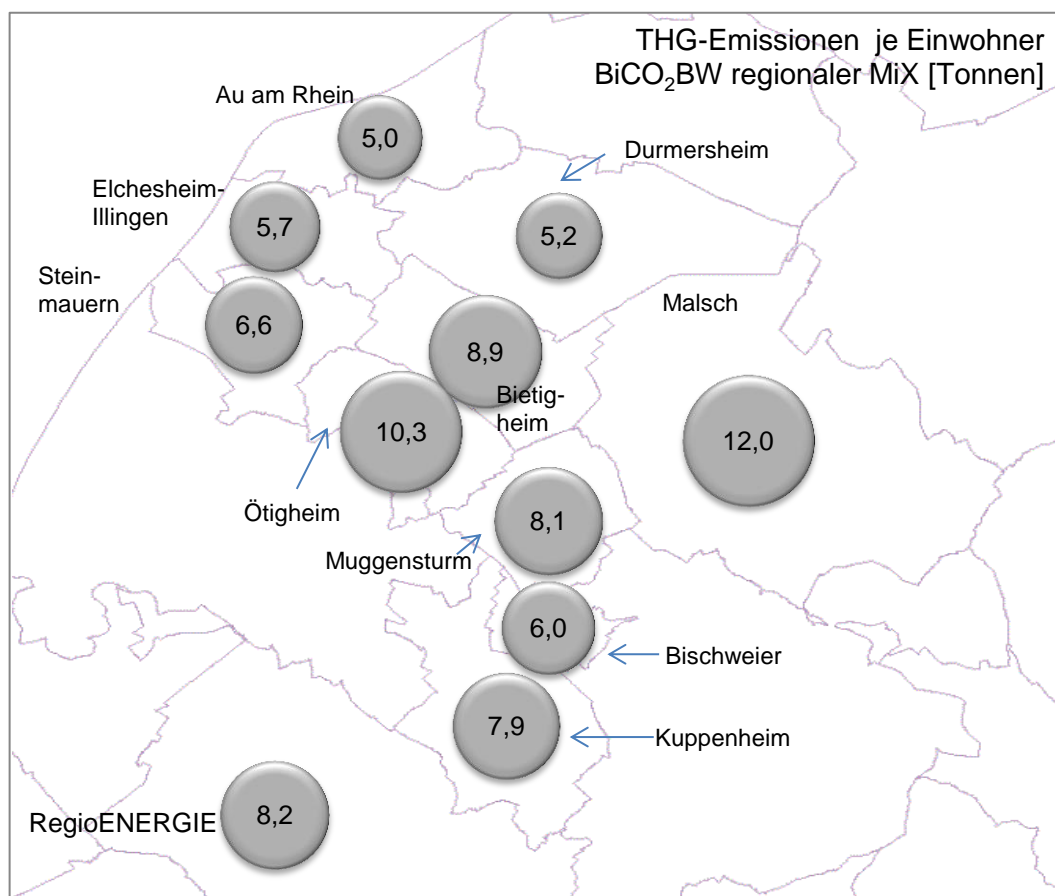 THG-Emissionen je Einwohner
BiCO₂BW regionaler MiX [Tonnen]
Au am Rhein
5,0
Durmersheim
Elchesheim-
Illingen
5,7
5,2
Stein-
mauern
6,6
Malsch
8,9
Bietig-
heim
10,3
12,0
Ötigheim
8,1
Muggensturm
6,0
Bischweier
7,9
Kuppenheim
RegioENERGIE
8,2